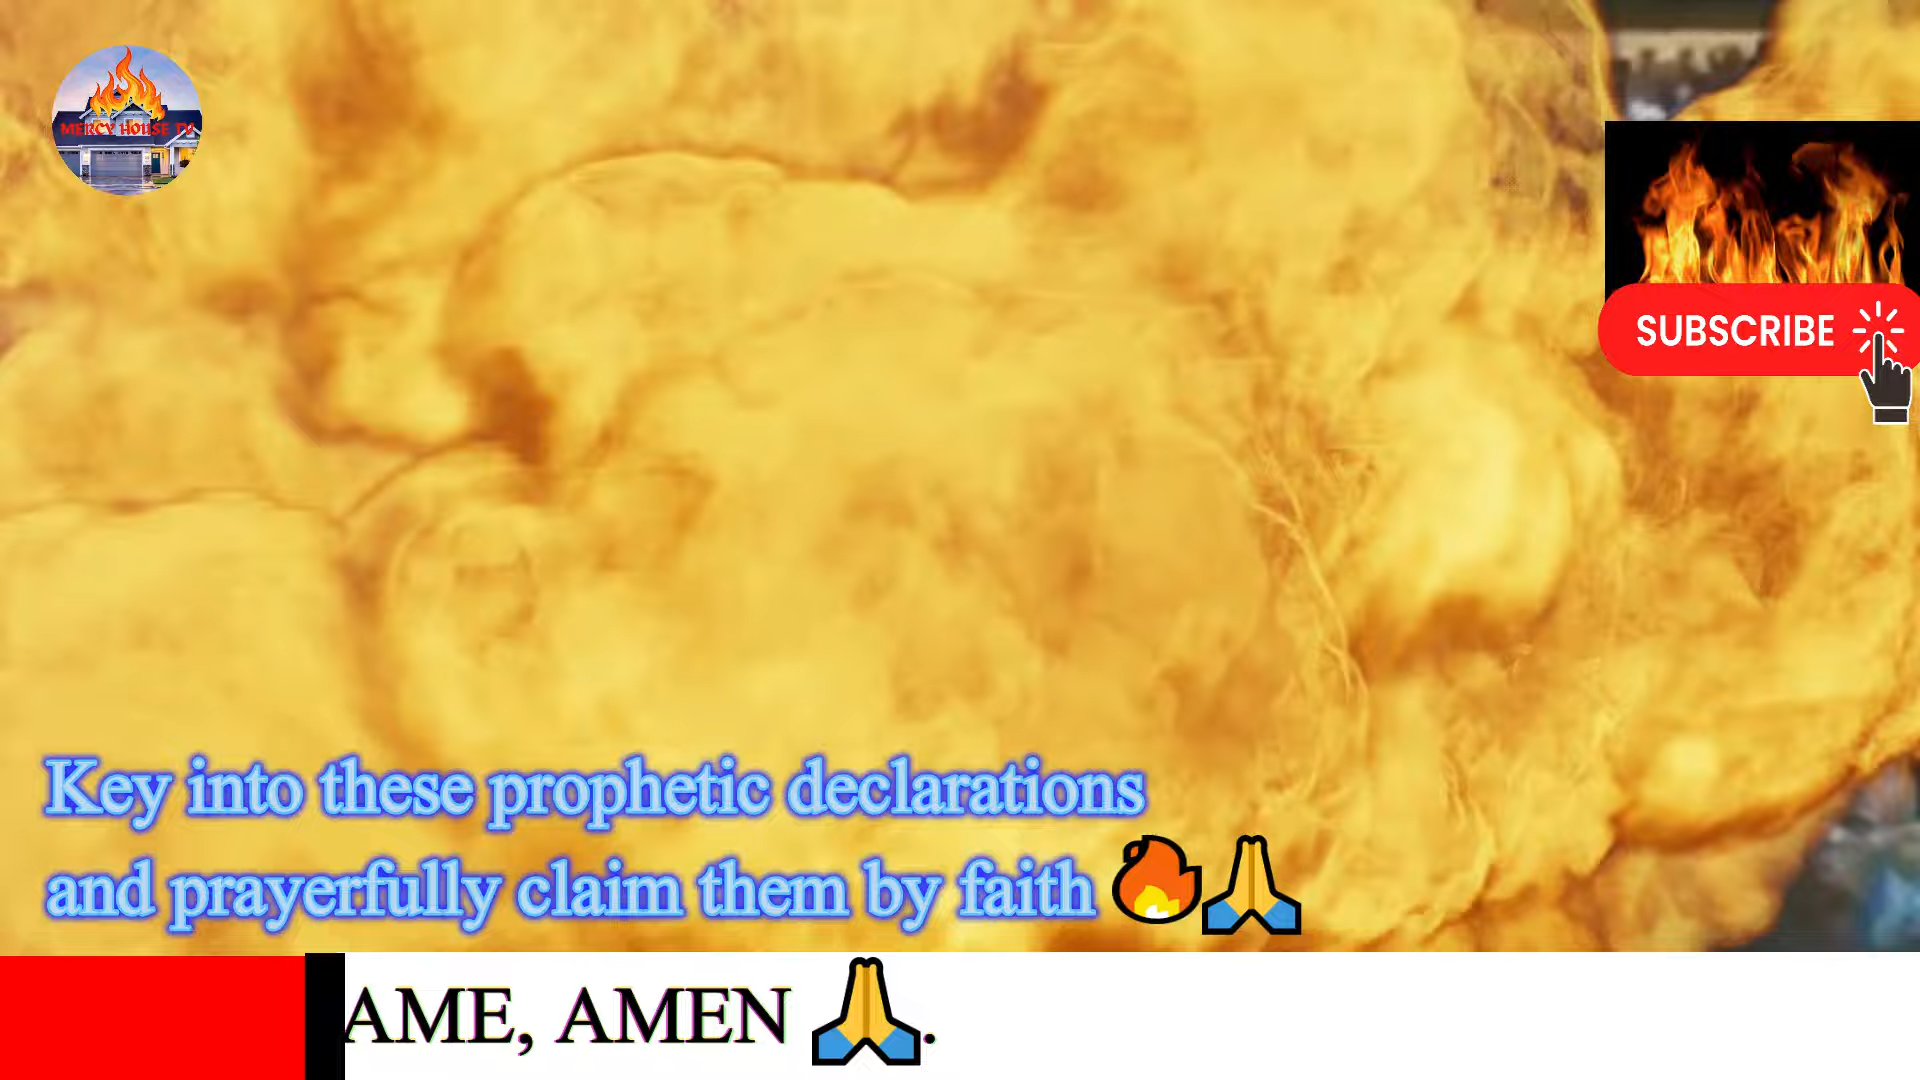 MERCY HOUSE TV
SUBSCRIBE
Key into these prophetic declarations
and prayerfully claim them by faith 🔥🙏
AME, AMEN 🙏.